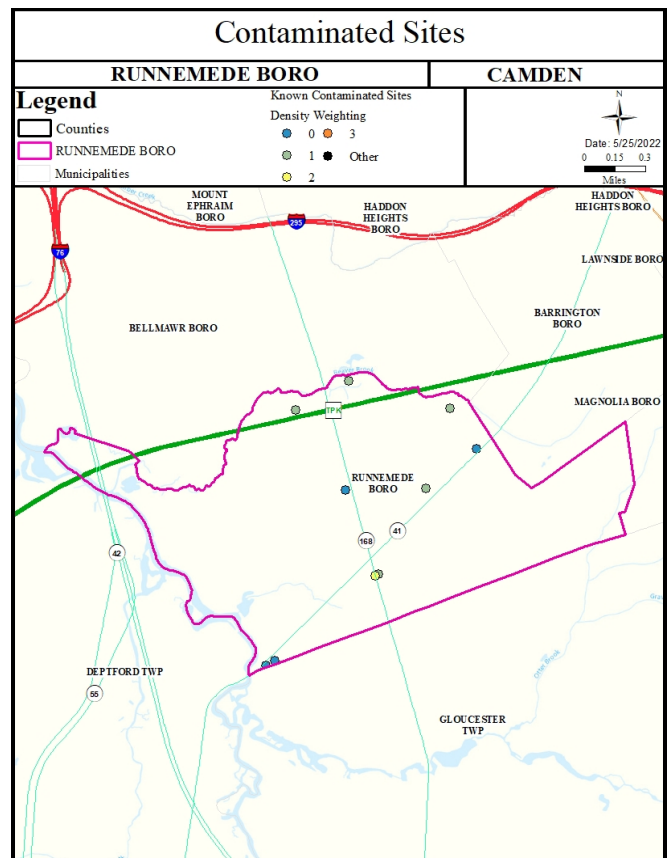 Contaminated Sites
RUNNEMEDE BORO
CAMDEN
Legend
Counties
RUNNEMEDE BORO
Municipalities
Known Contaminated Sites
Density Weighting
0
3
1
Other
2
N
Date: 5/25/2022
0 0.15 0.3
Miles
MOUNT
EPHRAIM
BORO
HADDON
HEIGHTS
BORO
HADDON
HEIGHTS BORO
295
76
LAWNSIDE BORO
BELLMAWR BORO
BARRINGTON
BORO
MAGNOLIA BORO
TPK
RUNNEMEDE
BORO
41
168
42
DEPTFORD TWP
55
GLOUCESTER
TWP